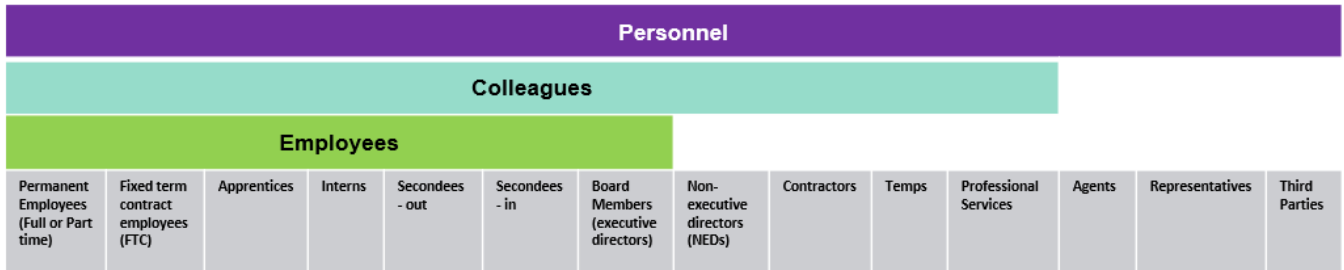 Personnel
Colleagues
Employees
Permanent
Employees
(Full or Part
time)
Fixed term
contract
employees
(FTC)
Apprentices
Interns
Secondees
- out
Secondees
- in
Board
Members
(executive
directors)
Non-
executive
directors
(NEDs)
Contractors
Temps
Professional
Services
Agents
Representatives
Third
Parties